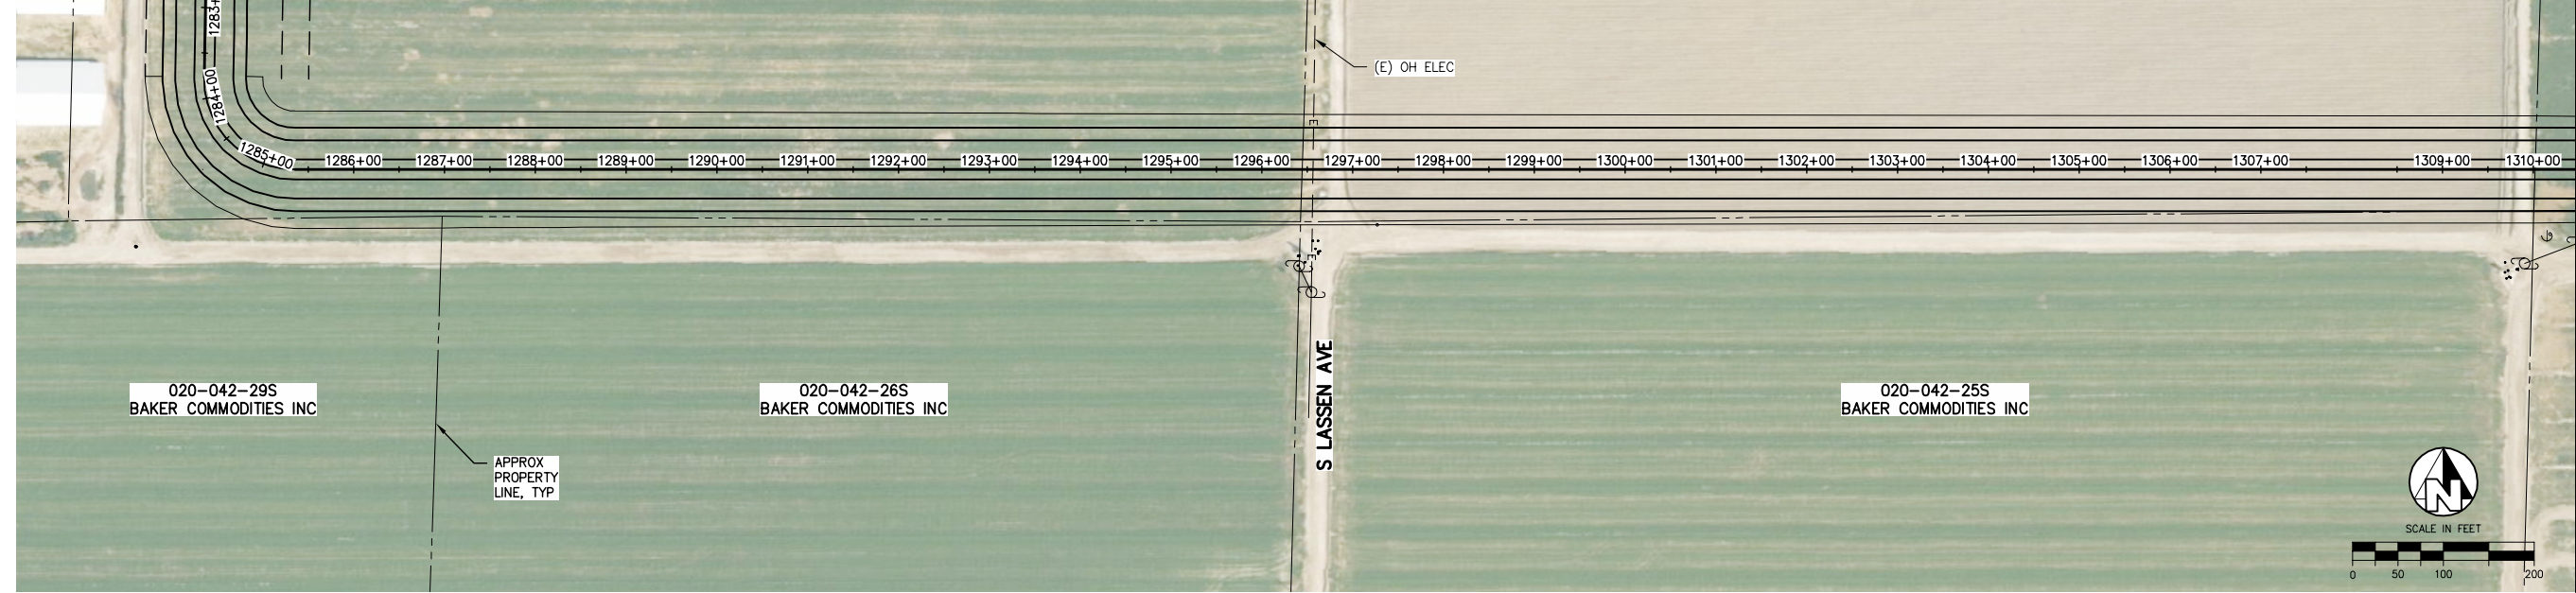 1283+
(E) OH ELEC
1284+00
E
1285+00
1286+00
1287+00
1288+00
1289+00
1290+00
1291+00
1292+00
1293+00
1294+00
1295+00
1296+00
1297+00
1298+00
1299+00
1300+00
1301+00
1302+00
1303+00
1304+00
1305+00
1306+00
1307+00
1309+00
1310+00
E
020-042-29S
BAKER COMMODITIES INC
020-042-26S
BAKER COMMODITIES INC
S LASSEN AVE
020-042-25S
BAKER COMMODITIES INC
APPROX
PROPERTY
LINE, TYP
N
SCALE IN FEET
0 50 100 200